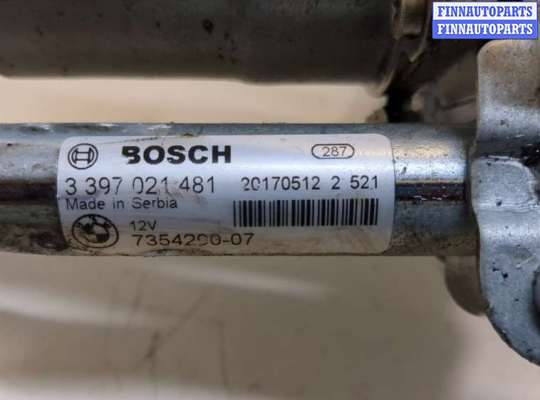 FINNAUTOPARTS
FINNAUTOPARTS
BOSCH
287
3 397 021 481 20170512 2 521
Made in Serbia
12V
7354290-07